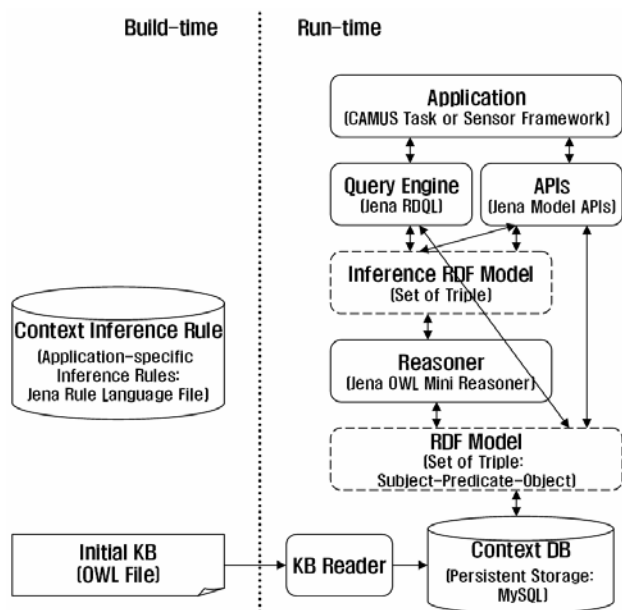 Build-time
Run-time
Application
(CAMUS Task or Sensor Framework)
Query Engine
(Jena RDQL)
APIs
(Jena Model APIs)
Inference RDF Model
(Set of Triple)
Context Inference Rule
(Application-specific
Inference Rules:
Jena Rule Language File)
Reasoner
(Jena OWL Mini Reasoner)
RDF Model
(Set of Triple:
Subject-Predicate-Object)
Initial KB
(OWL File)
KB Reader
Context DB
(Persistent Storage:
MySQL)